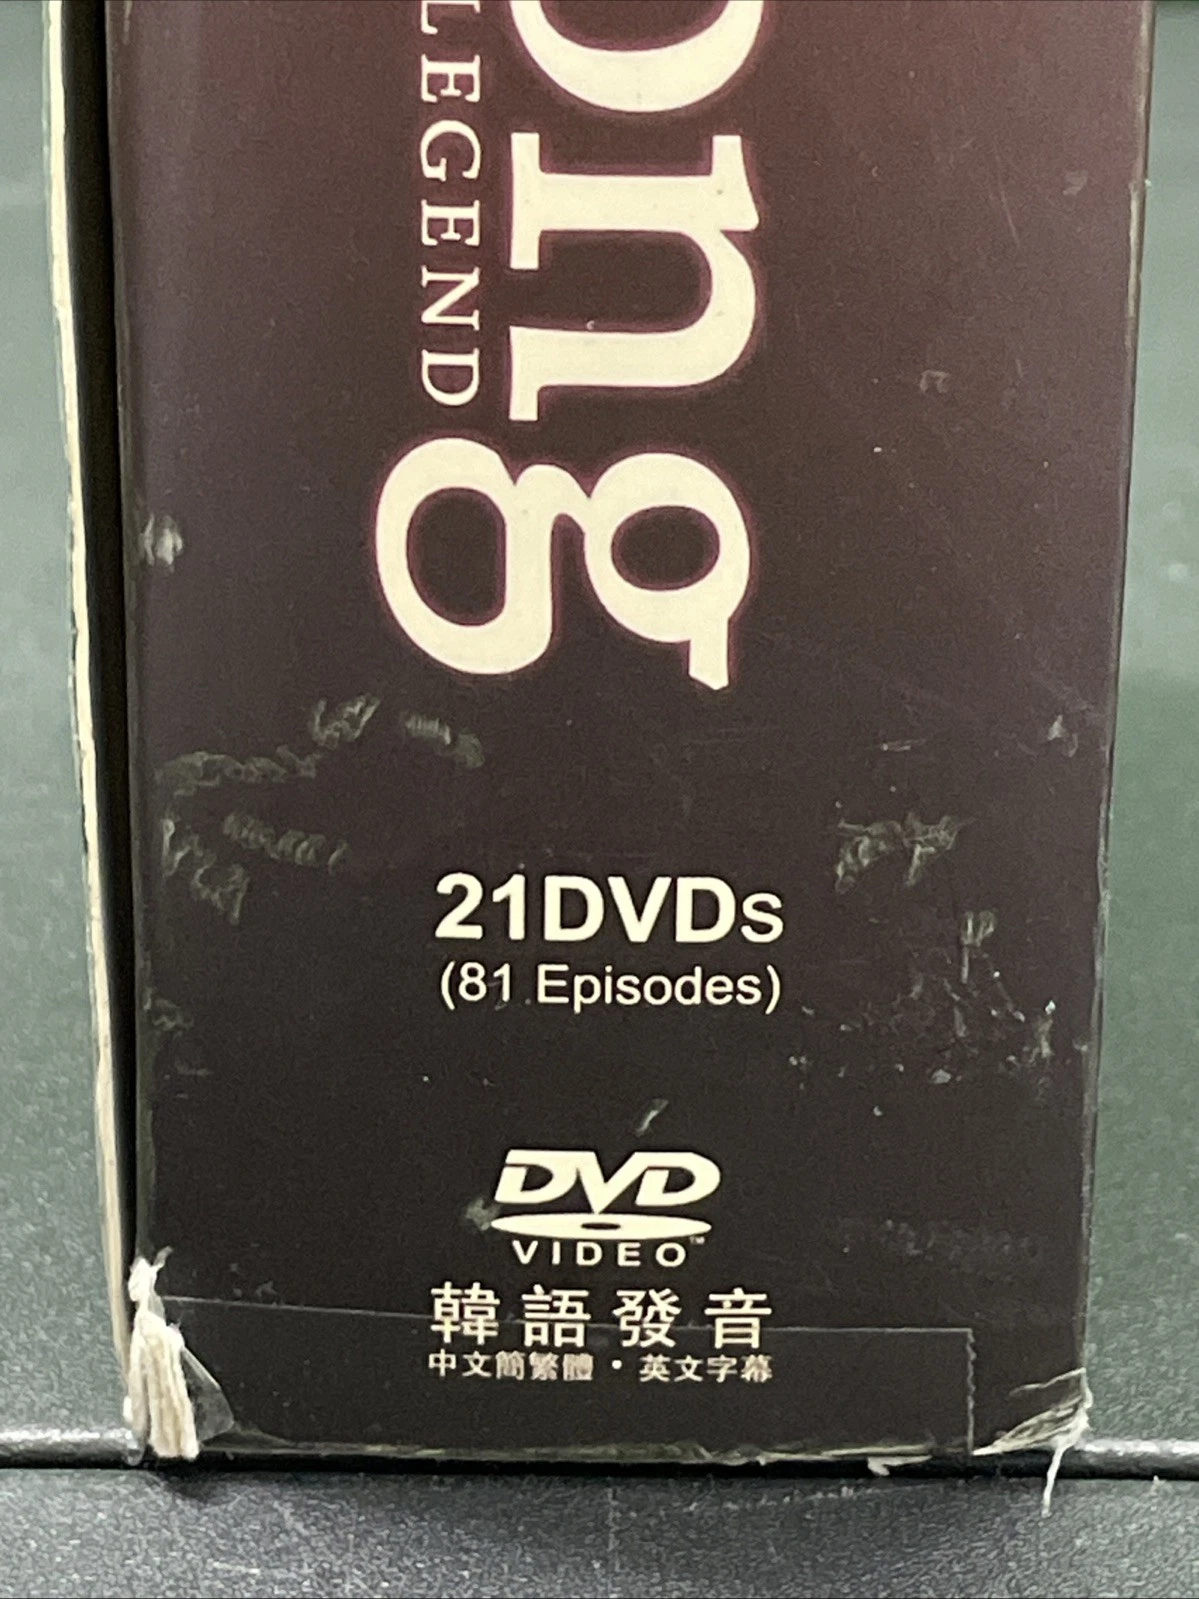 LEGEND
ong
21DVDs
(81 Episodes)
DVD
VIDEO™
韓語發音
中文簡繁體・英文字幕